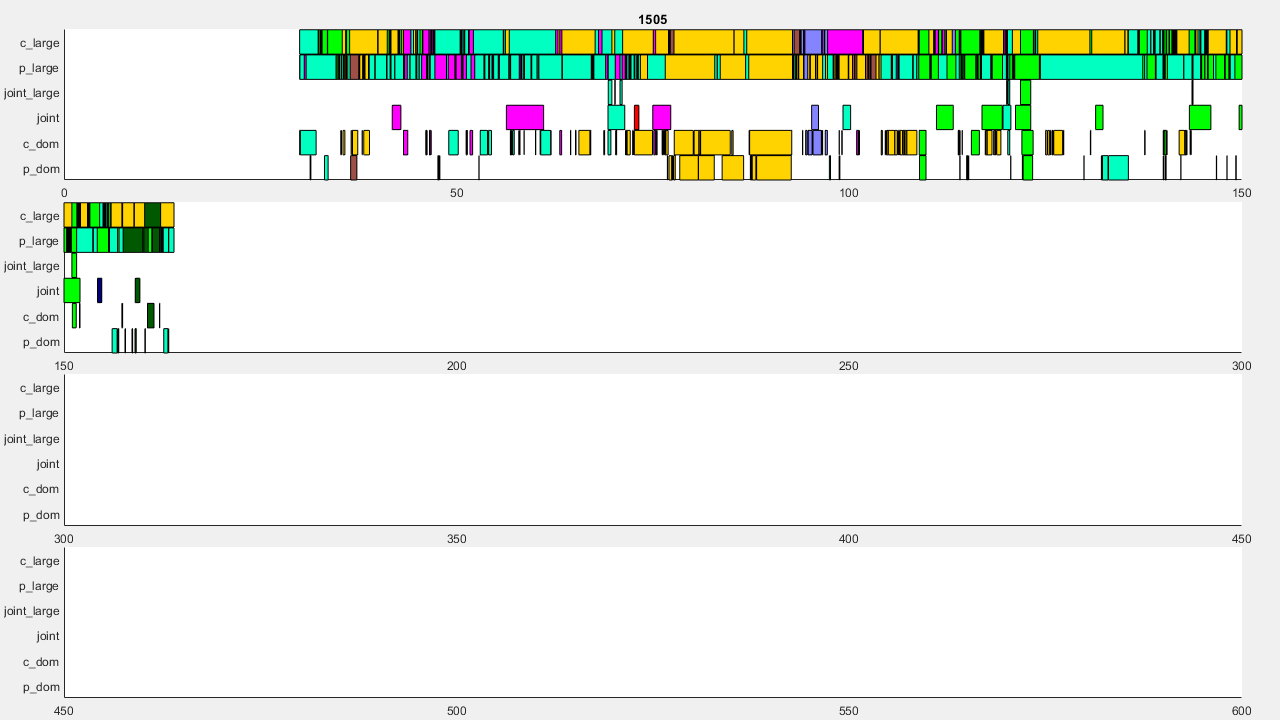 1505
c_large
p_large
joint_large
joint
c_dom
p_dom
0 50 100 150
c_large
p_large
joint_large
joint
c_dom
p_dom
150 200 250 300
c_large
p_large
joint_large
joint
c_dom
p_dom
300 350 400 450
c_large
p_large
joint_large
joint
c_dom
p_dom
450 500 550 600